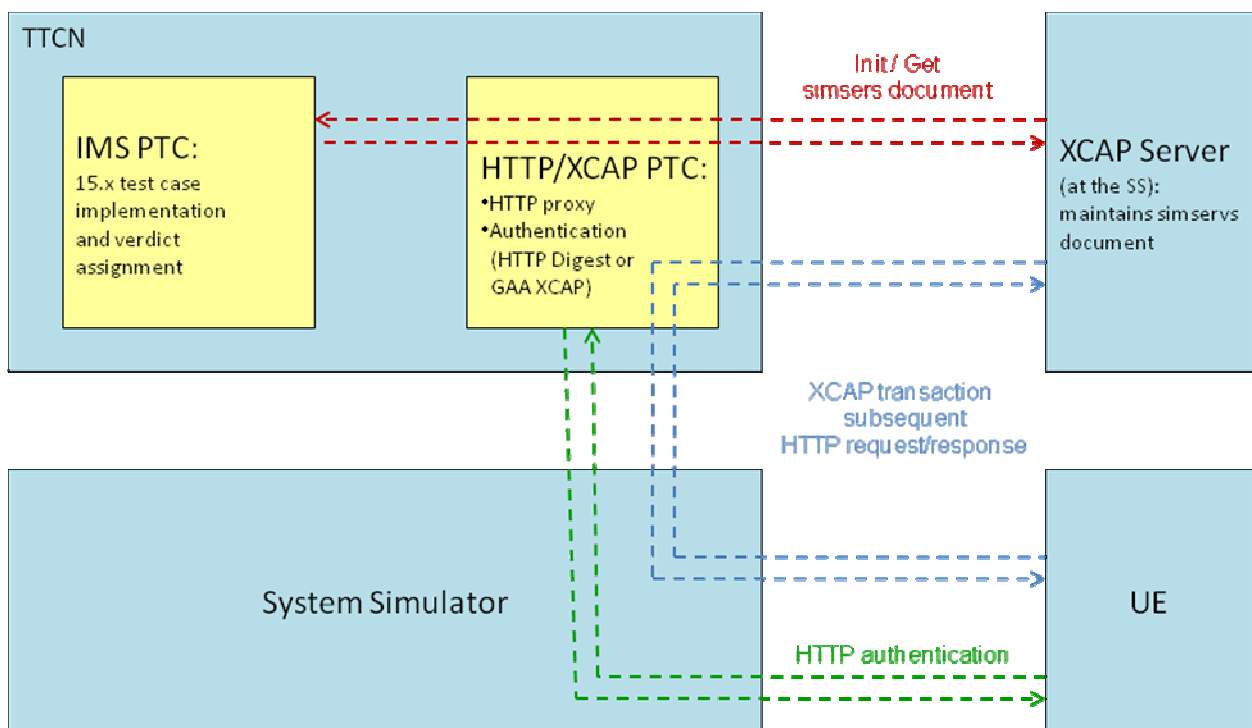 TTCN
IMS PTC:
15.x test case
implementation
and verdict
assignment
HTTP/XCAP PTC:
•HTTP proxy
•Authentication
(HTTP Digest or
GAA XCAP)
Init / Get
simsers document
XCAP Server
(at the SS):
maintains simservs
document
XCAP transaction
subsequent
HTTP request/response
System Simulator
UE
HTTP authentication